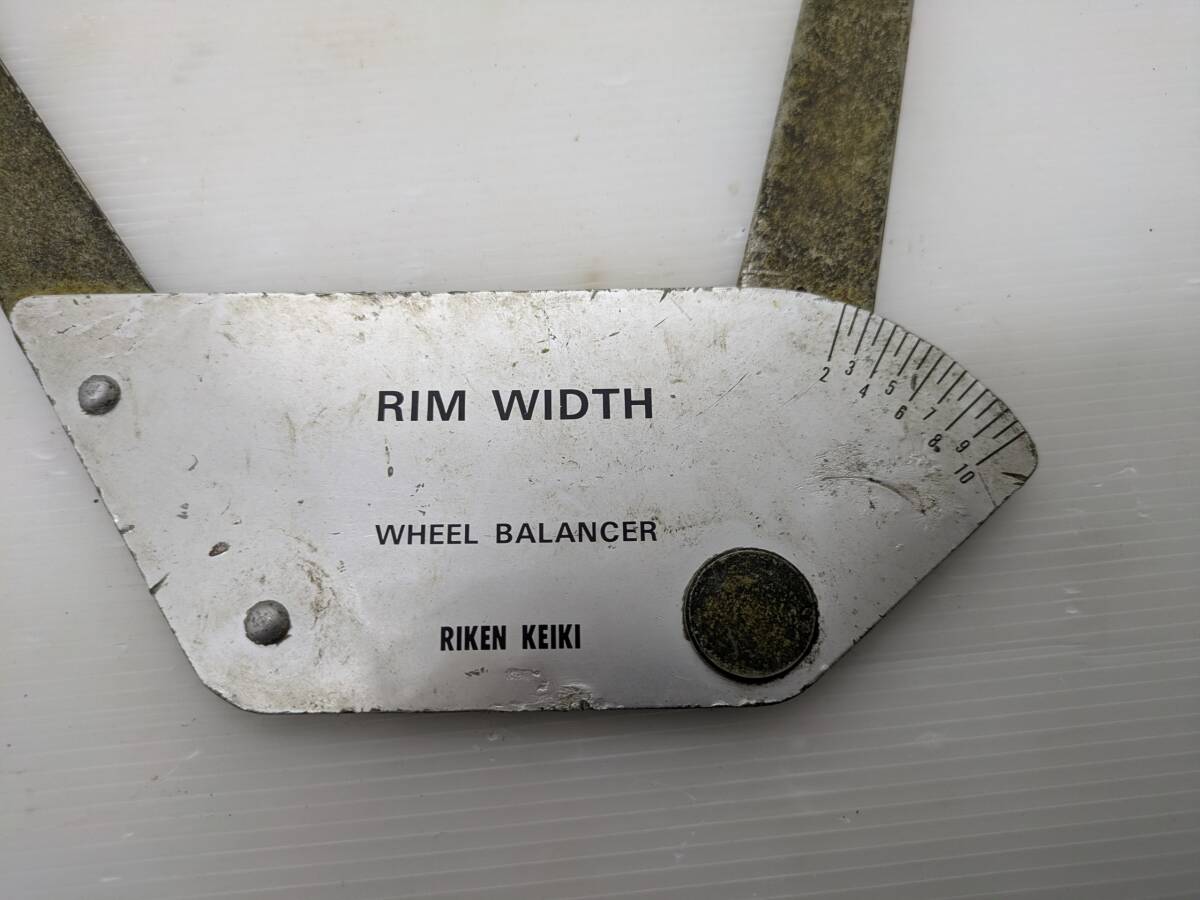 RIM WIDTH
WHEEL BALANCER
RIKEN KEIKI
2 3 4 5 6 7 8 9 10